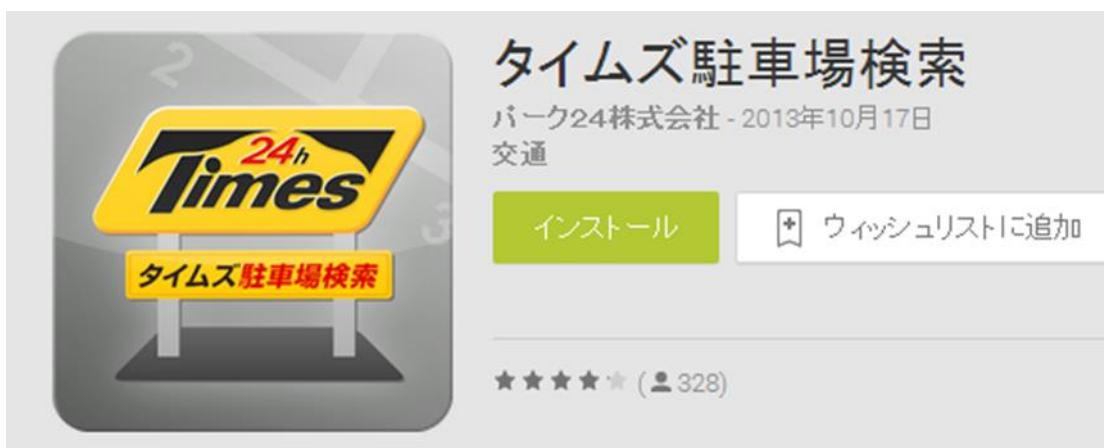 2
3
24h
Times
タイムズ駐車場検索
タイムズ駐車場検索
パーク24株式会社 - 2013年10月17日
交通
インストール
ウィッシュリストに追加
(328)